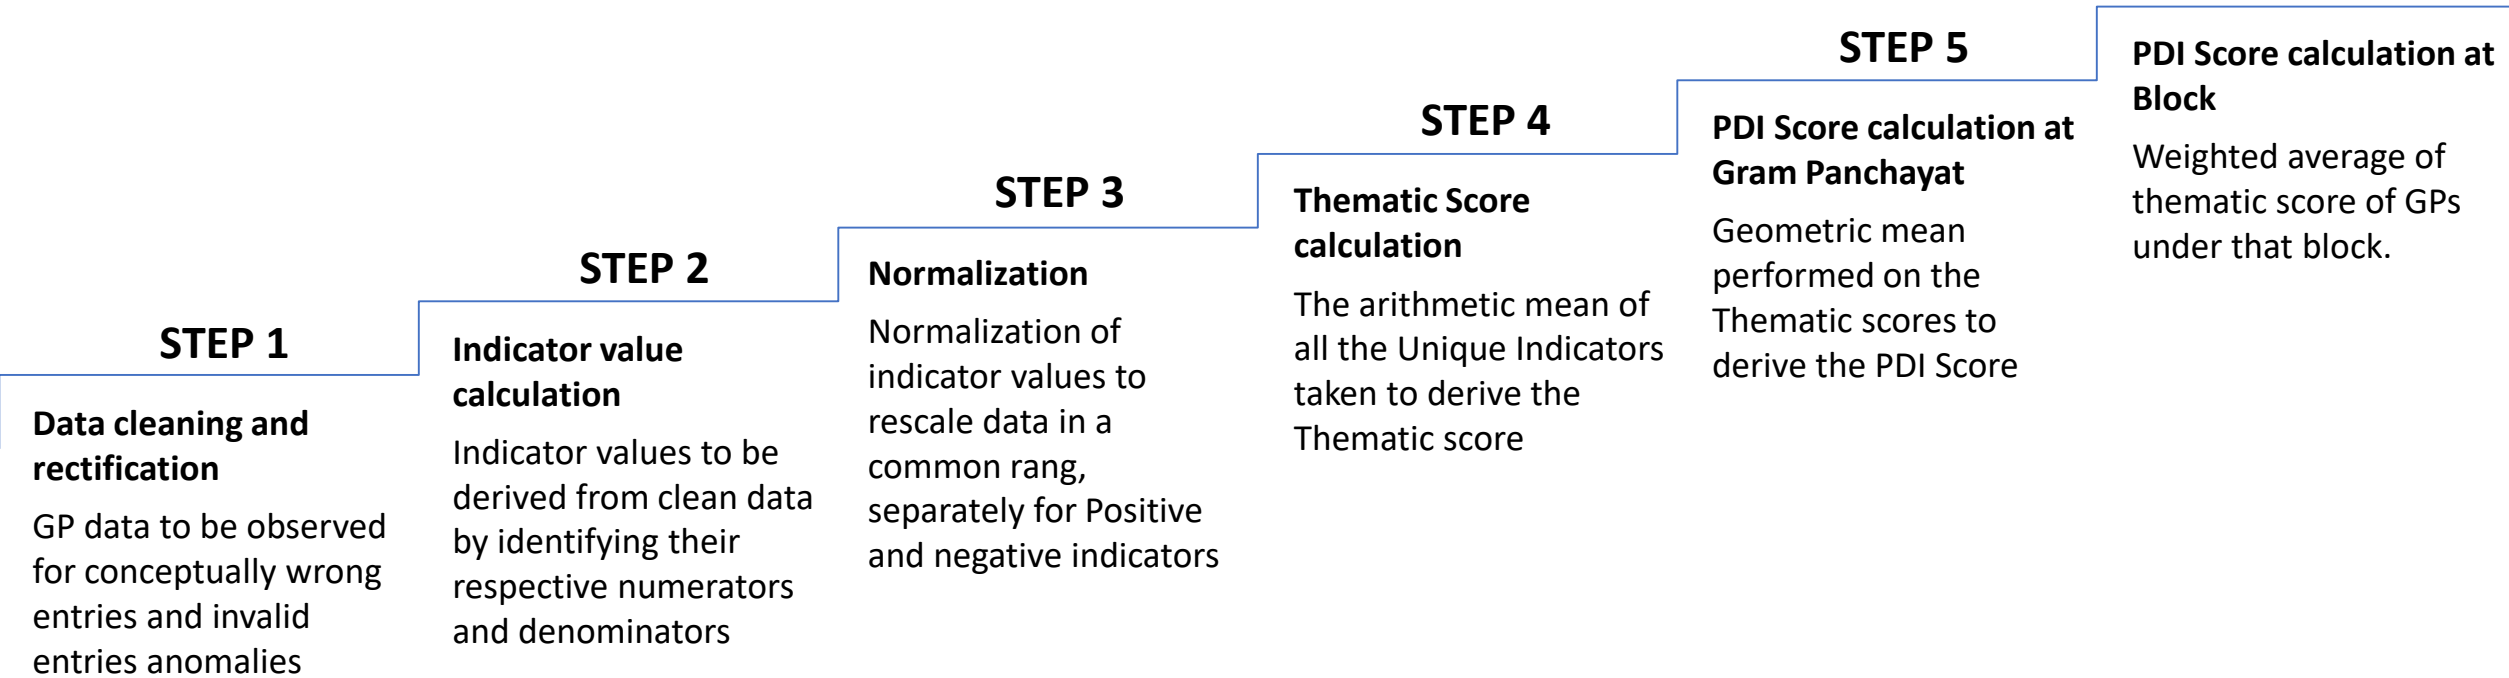 STEP 1
Data cleaning and
rectification
GP data to be observed
for conceptually wrong
entries and invalid
entries anomalies
STEP 2
Indicator value
calculation
Indicator values to be
derived from clean data
by identifying their
respective numerators
and denominators
STEP 3
Normalization
Normalization of
indicator values to
rescale data in a
common rang,
separately for Positive
and negative indicators
STEP 4
Thematic Score
calculation
The arithmetic mean of
all the Unique Indicators
taken to derive the
Thematic score
STEP 5
PDI Score calculation at
Gram Panchayat
Geometric mean
performed on the
Thematic scores to
derive the PDI Score
PDI Score calculation at
Block
Weighted average of
thematic score of GPs
under that block.